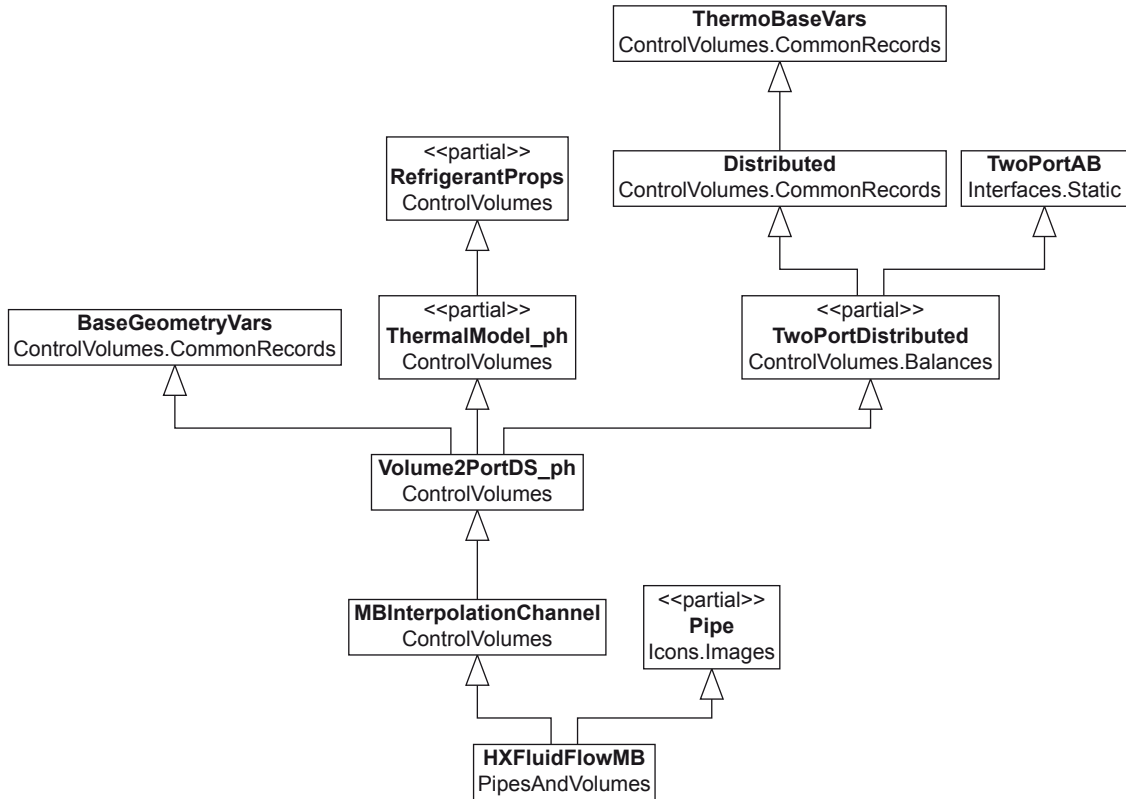 ThermoBaseVars
ControlVolumes.CommonRecords
<<partial>>
RefrigerantProps
ControlVolumes
Distributed
ControlVolumes.CommonRecords
TwoPortAB
Interfaces.Static
BaseGeometryVars
ControlVolumes.CommonRecords
<<partial>>
ThermalModel_ph
ControlVolumes
<<partial>>
TwoPortDistributed
ControlVolumes.Balances
Volume2PortDS_ph
ControlVolumes
MBInterpolationChannel
ControlVolumes
<<partial>>
Pipe
Icons.Images
HXFluidFlowMB
PipesAndVolumes